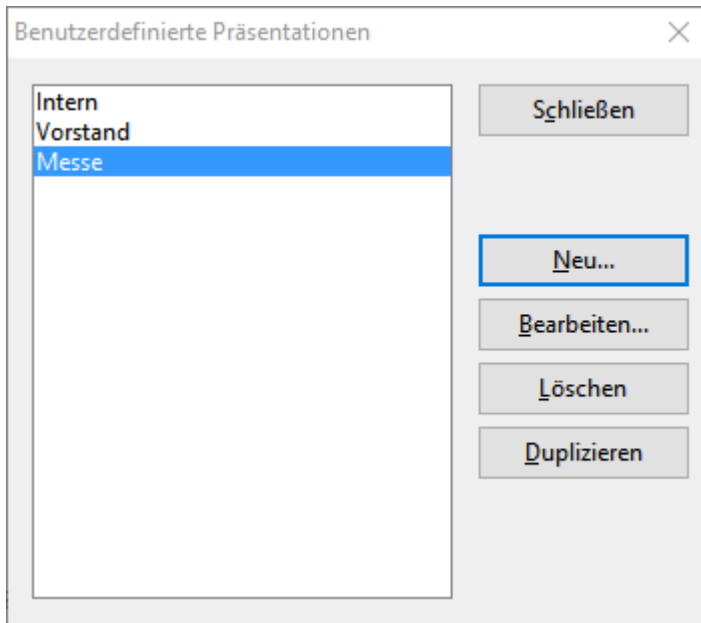 Benutzerdefinierte Präsentationen
Intern
Vorstand
Messe
Schließen
Neu...
Bearbeiten...
Löschen
Duplizieren